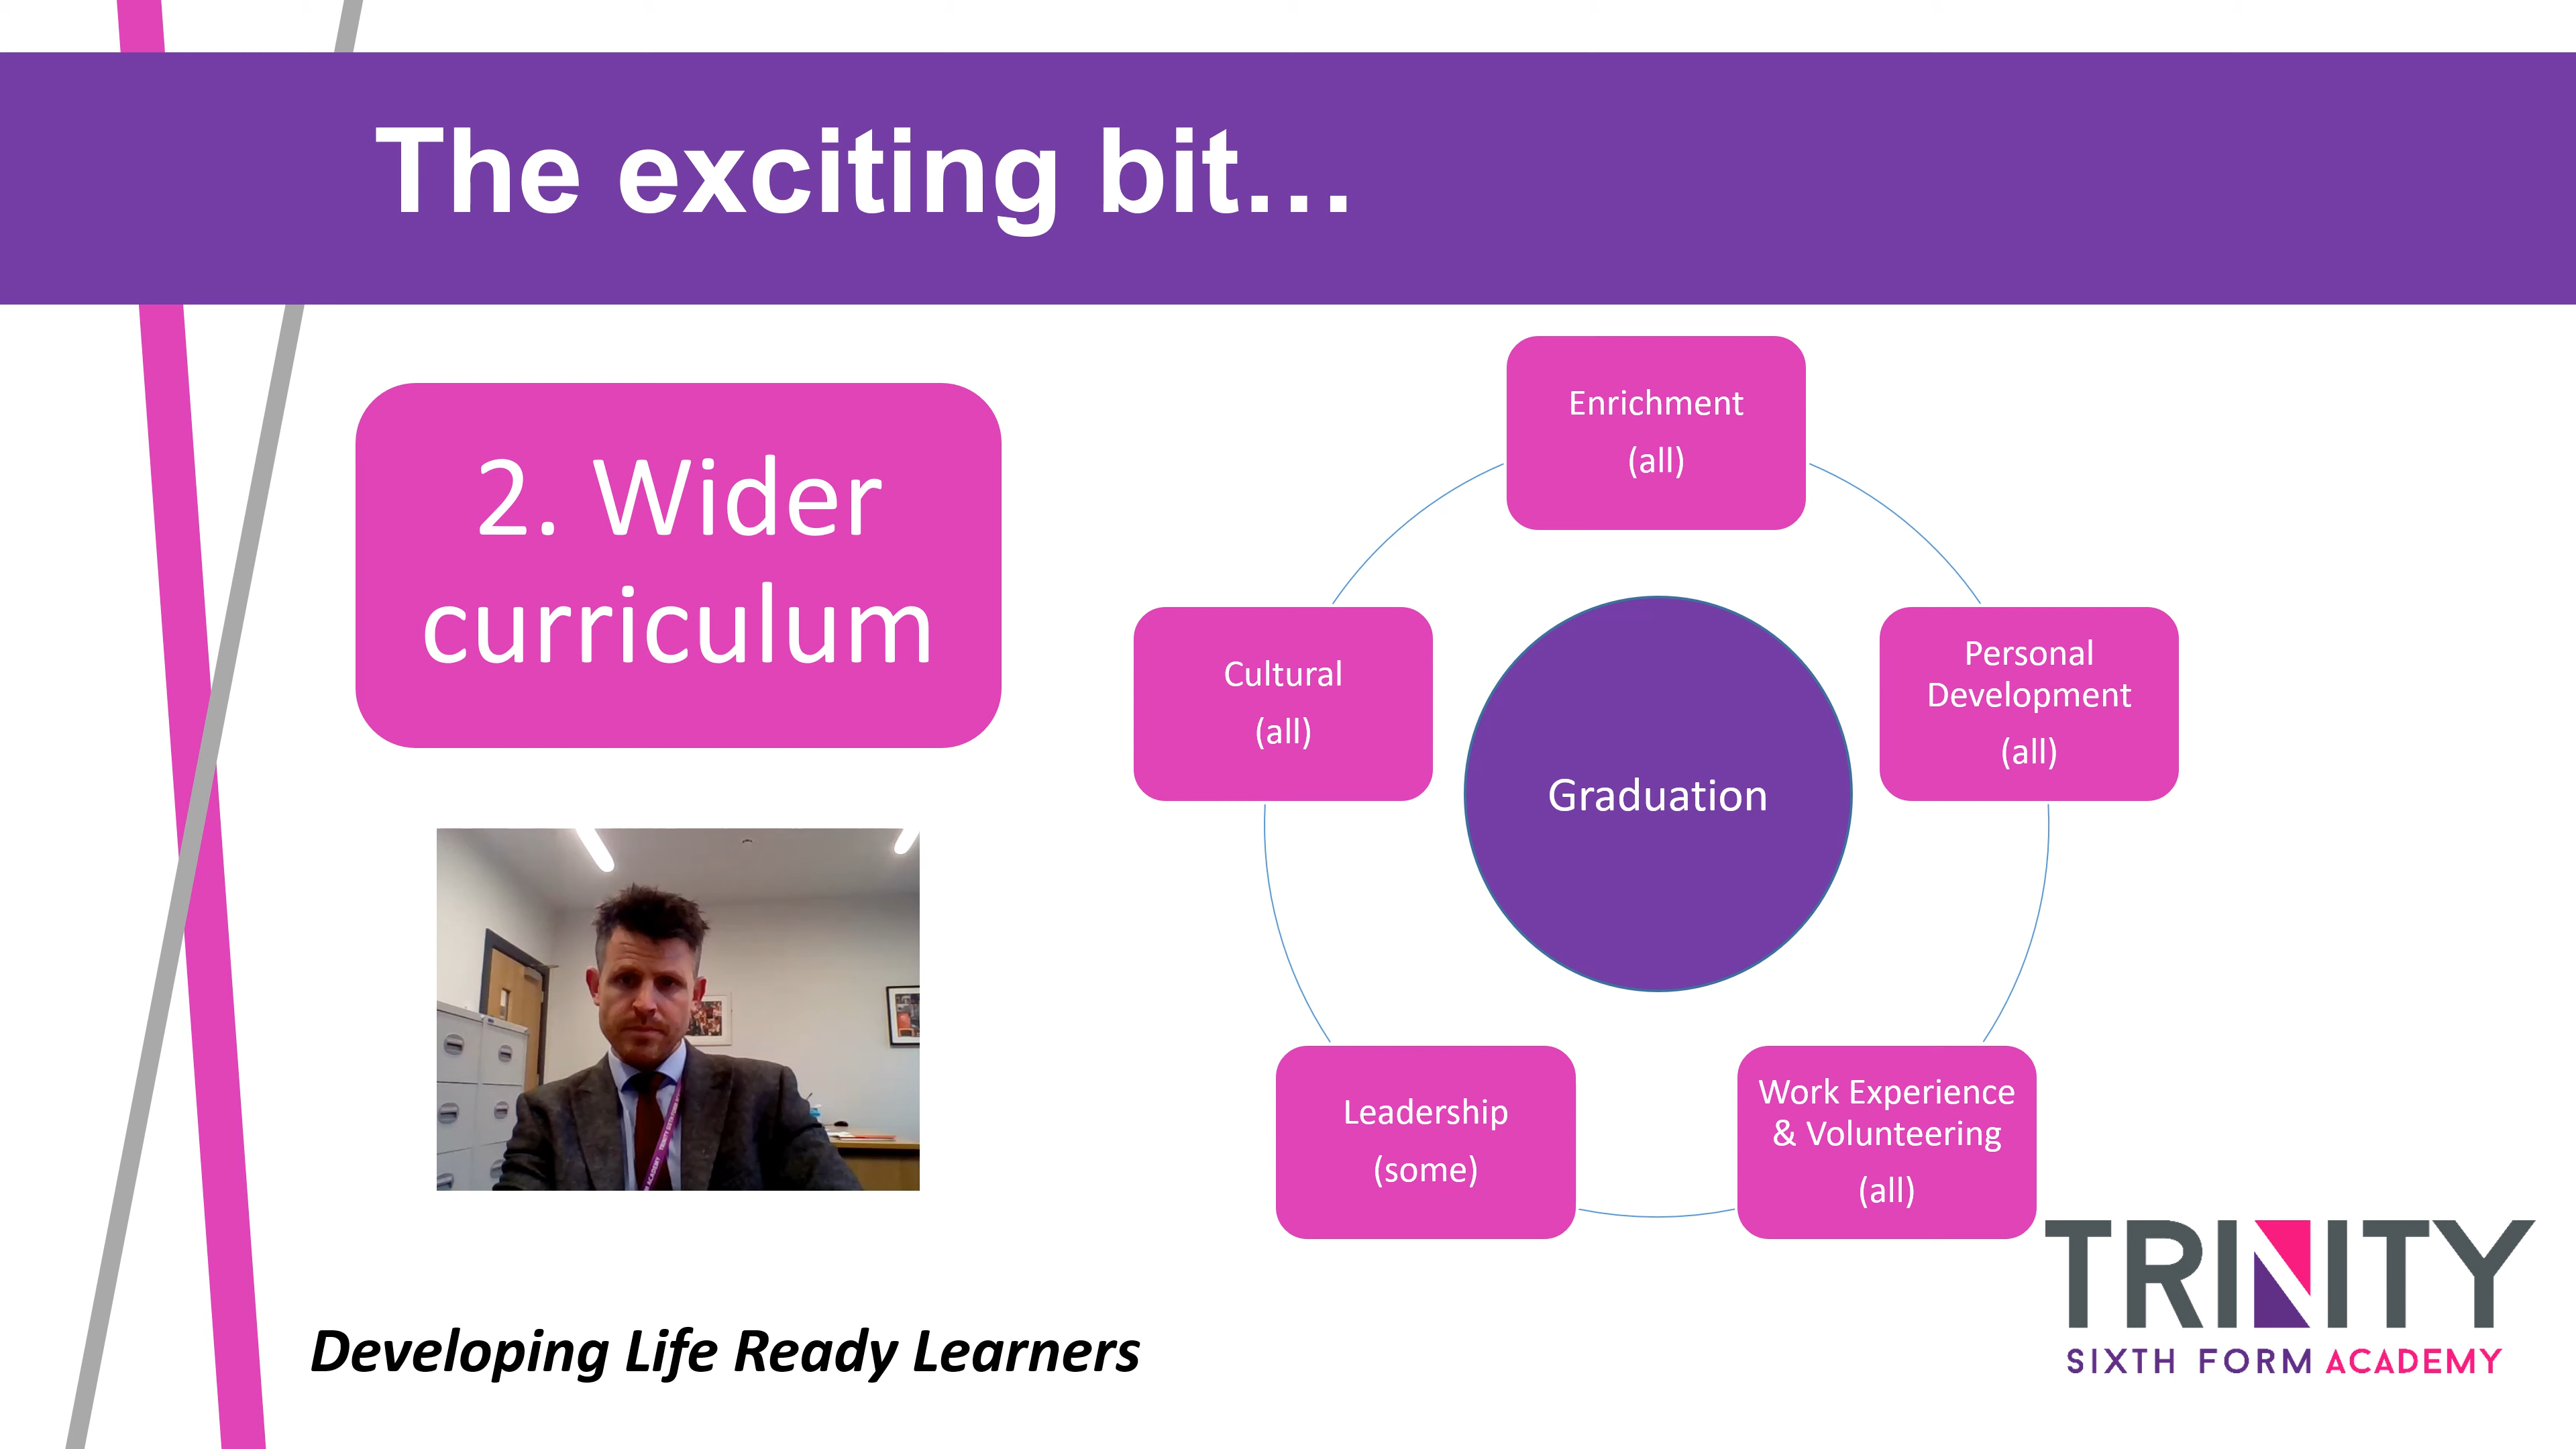 The exciting bit...
2. Wider
curriculum
Enrichment
(all)
Cultural
(all)
Personal
Development
(all)
Graduation
Leadership
(some)
Work Experience
& Volunteering
(all)
Developing Life Ready Learners
TRINITY
SIXTH FORM ACADEMY